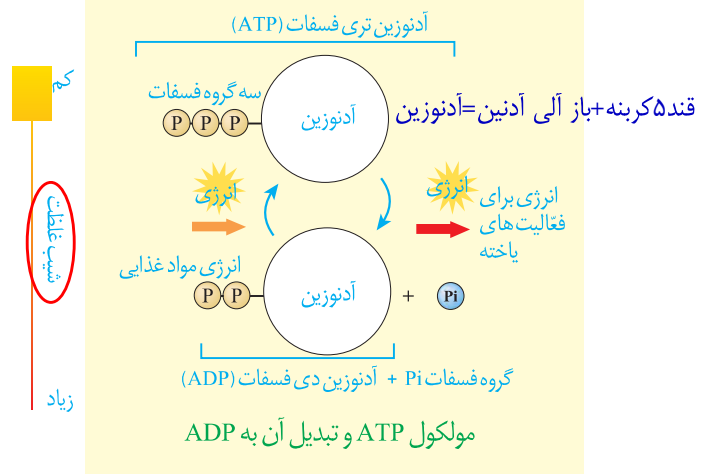 آدنوزین تری فسفات (ATP)
کم
سه گروه فسفات
P P P
آدنوزین
قند۵کربنه+باز آلی آدنین=آدنوزین
انرژی
انرژی
انرژی برای
فعّالیت‌های
یاخته
شیب غلظت
انرژی مواد غذایی
P P
آدنوزین
+
Pi
زیاد
گروه فسفات Pi + آدنوزین دی فسفات (ADP)
مولکول ATP و تبدیل آن به ADP